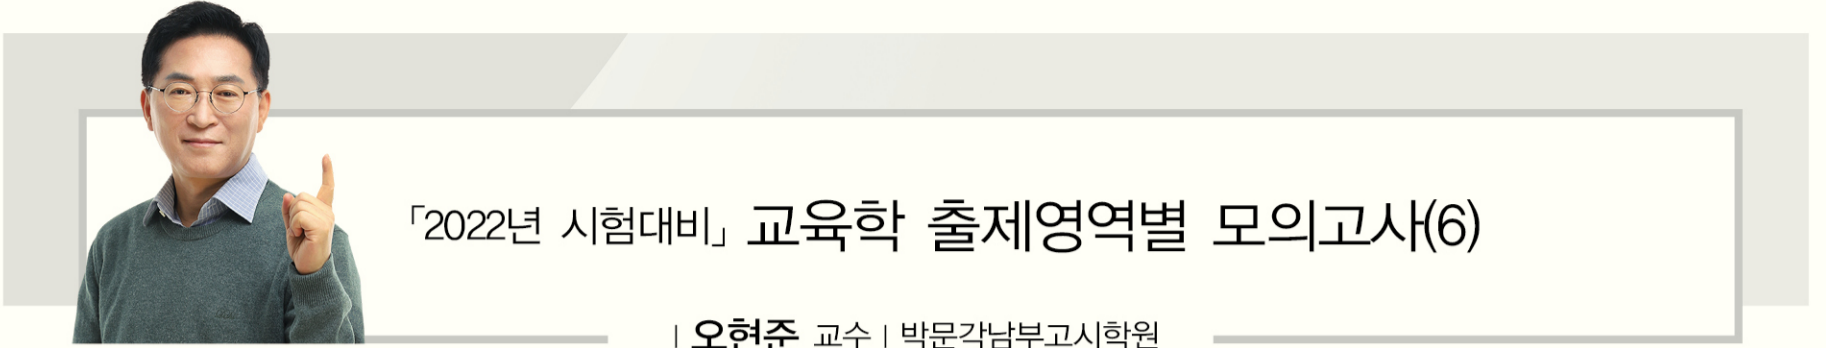 「2022년 시험대비」 교육학 출제영역별 모의고사(6)
| 오현준 교수 | 박문각남부고시학원